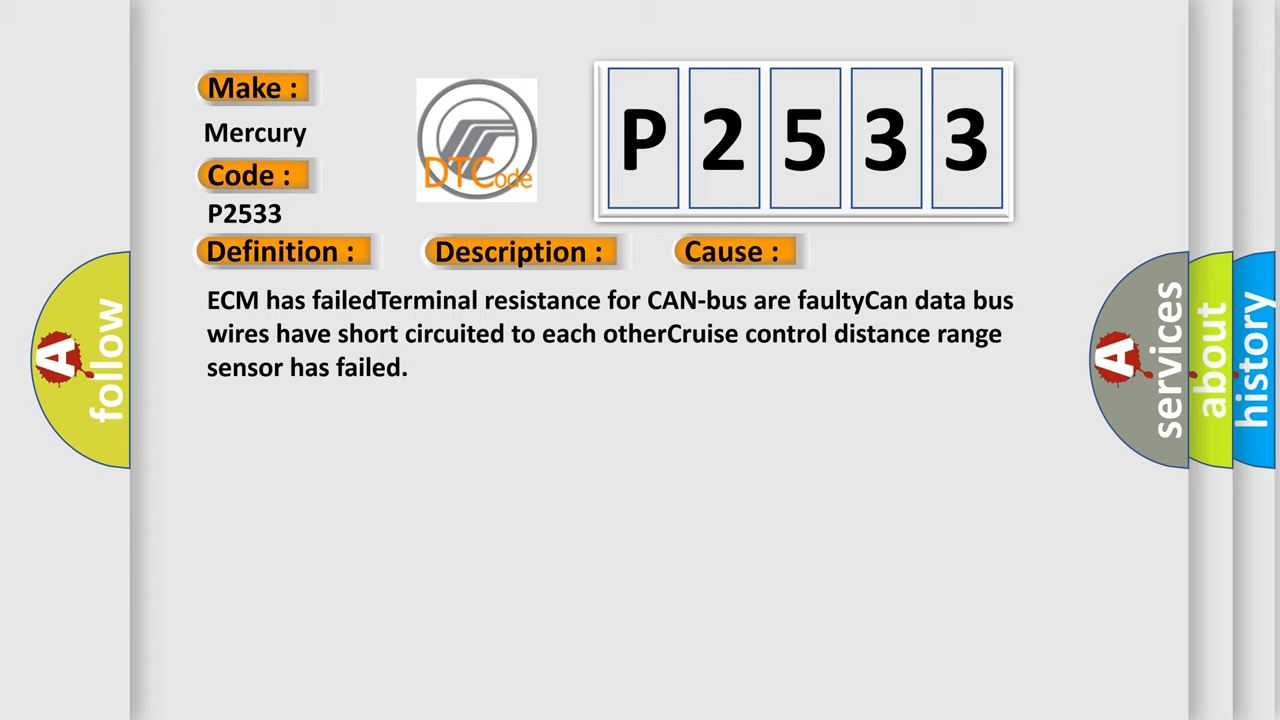 Make :
Mercury
Code :
P2533
DTCode
P 2 5 3 3
Definition :
Description :
Cause :
ECM has failedTerminal resistance for CAN-bus are faultyCan data bus
wires have short circuited to each otherCruise control distance range
sensor has failed.
A follow
A services
about
history